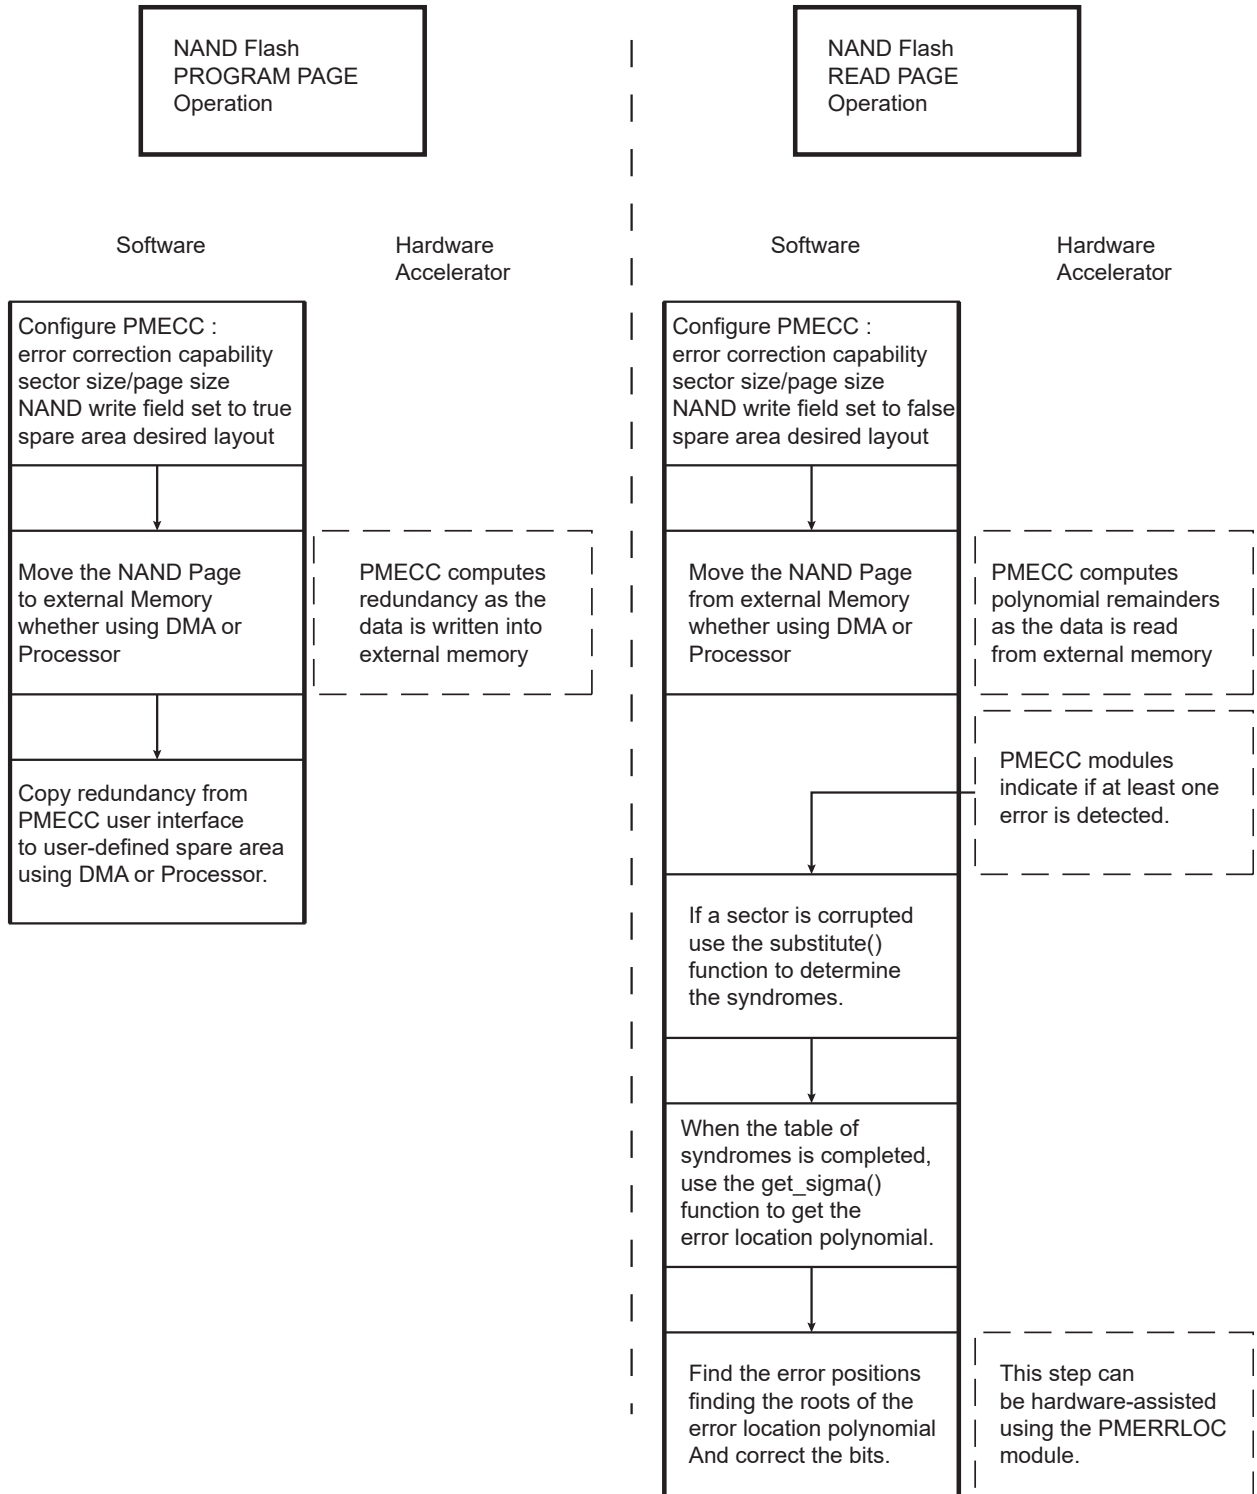 NAND Flash
PROGRAM PAGE
Operation
Software
Hardware
Accelerator
Configure PMECC :
error correction capability
sector size/page size
NAND write field set to true
spare area desired layout
Move the NAND Page
to external Memory
whether using DMA or
Processor
PMECC computes
redundancy as the
data is written into
external memory
Copy redundancy from
PMECC user interface
to user-defined spare area
using DMA or Processor.
NAND Flash
READ PAGE
Operation
Software
Hardware
Accelerator
Configure PMECC :
error correction capability
sector size/page size
NAND write field set to false
spare area desired layout
Move the NAND Page
from external Memory
whether using DMA or
Processor
PMECC computes
polynomial remainders
as the data is read
from external memory
PMECC modules
indicate if at least one
error is detected.
If a sector is corrupted
use the substitute()
function to determine
the syndromes.
When the table of
syndromes is completed,
use the get_sigma()
function to get the
error location polynomial.
Find the error positions
finding the roots of the
error location polynomial
And correct the bits.
This step can
be hardware-assisted
using the PMERRLOC
module.